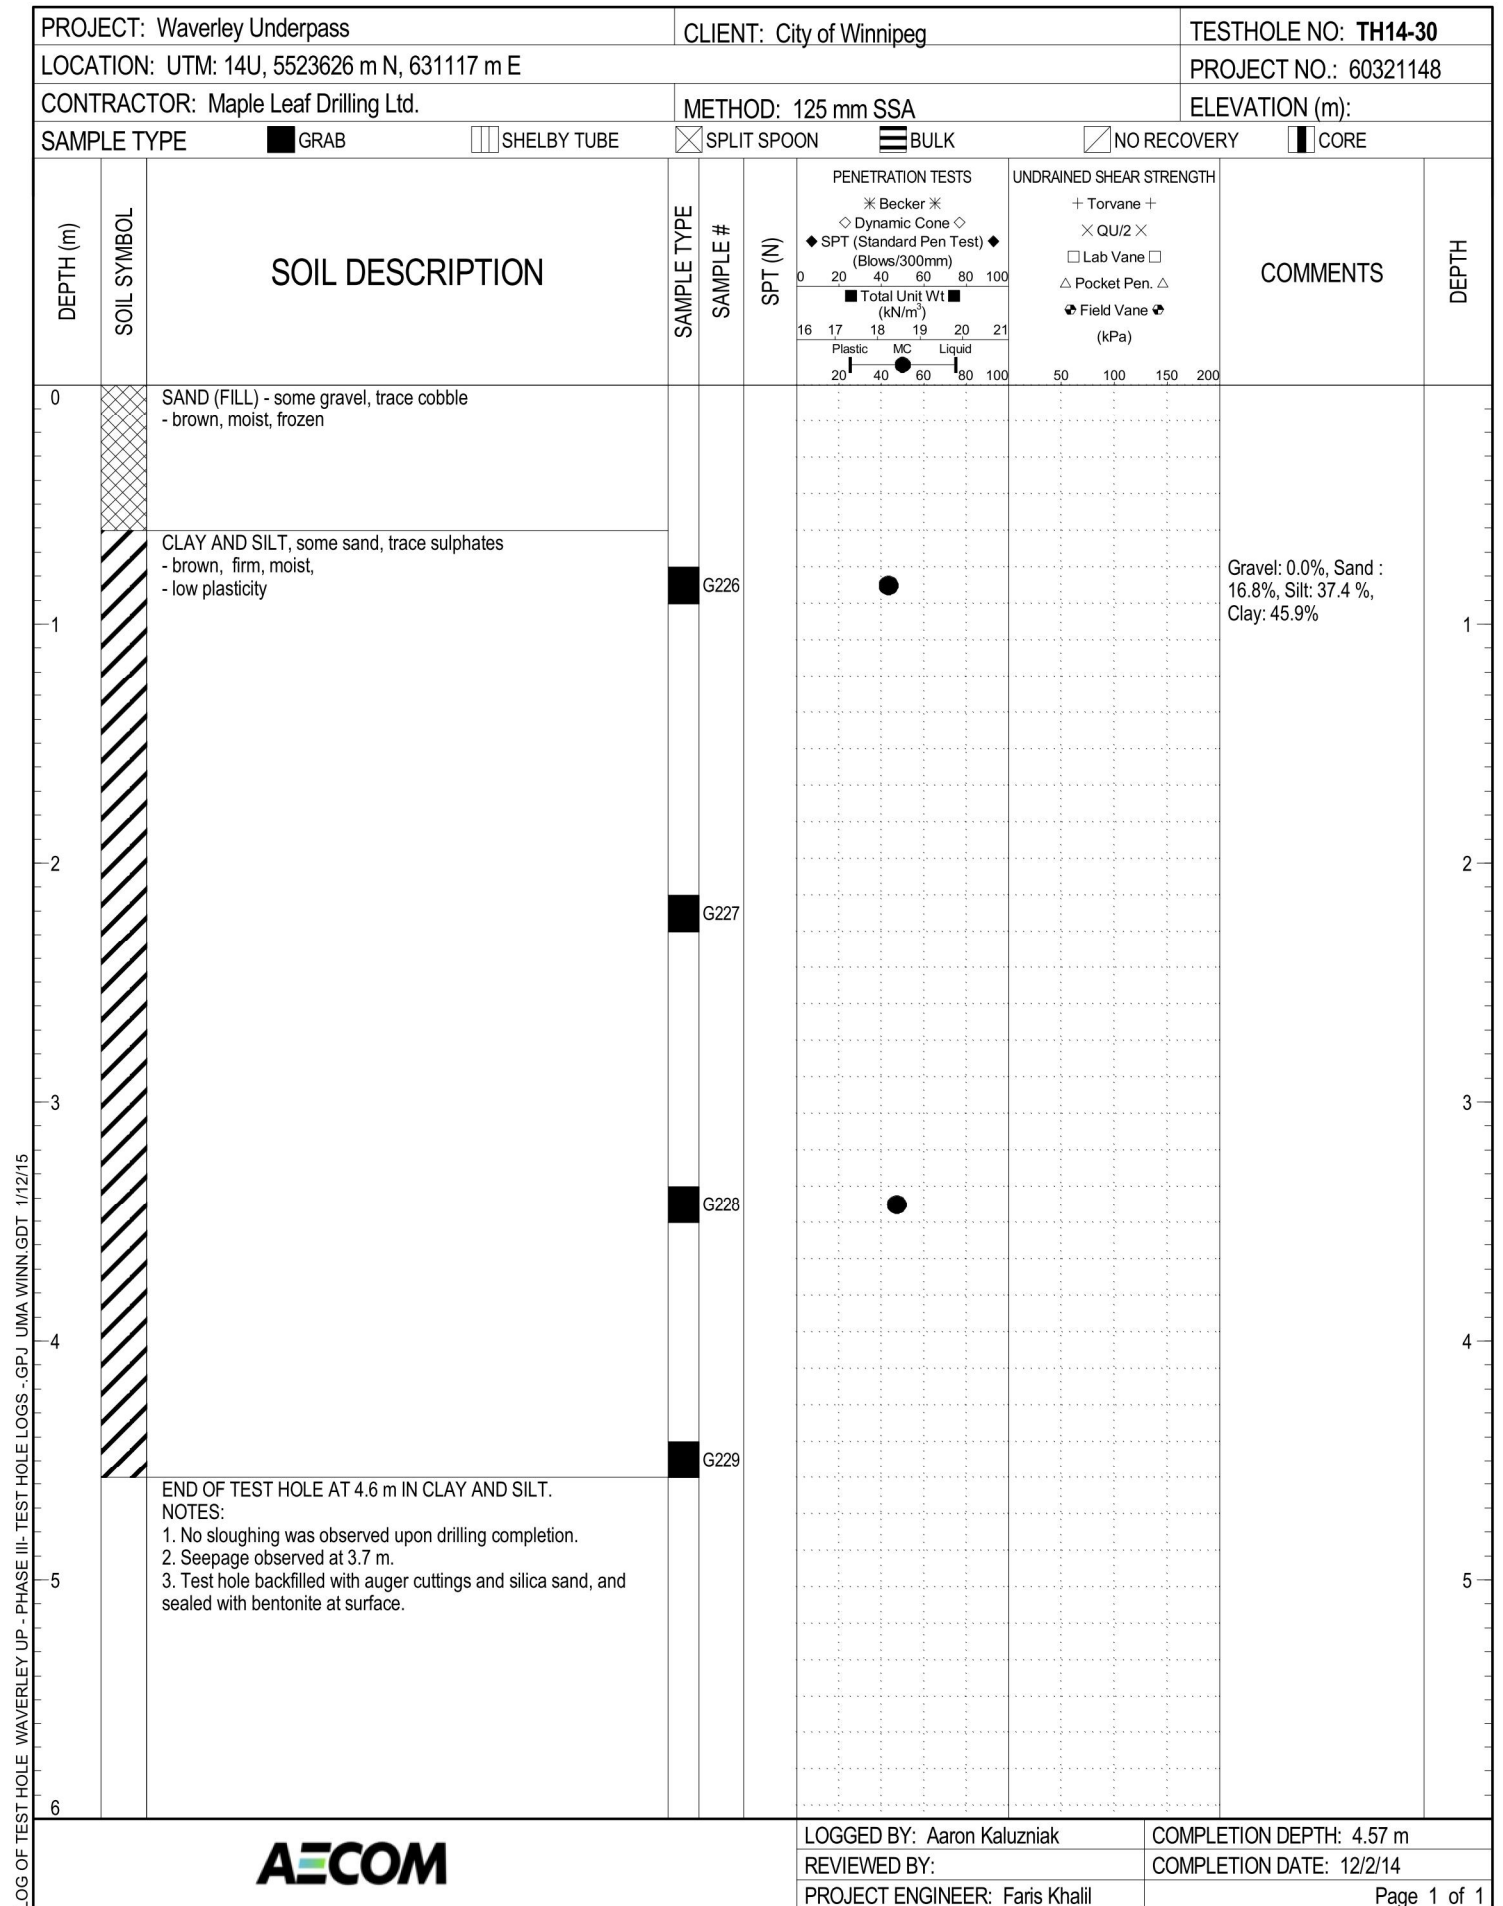 PROJECT: Waverley Underpass
CLIENT: City of Winnipeg
TESTHOLE NO: TH14-30
LOCATION: UTM: 14U, 5523626 m N, 631117 m E
PROJECT NO.: 60321148
CONTRACTOR: Maple Leaf Drilling Ltd.
METHOD: 125 mm SSA
ELEVATION (m):
SAMPLE TYPE GRAB SHELBY TUBE SPLIT SPOON BULK NO RECOVERY CORE
DEPTH (m)
SOIL SYMBOL
SOIL DESCRIPTION
SAMPLE TYPE
SAMPLE #
SPT (N)
PENETRATION TESTS
Becker
Dynamic Cone
SPT (Standard Pen Test)
(Blows/300mm)
0 20 40 60 80 100
Total Unit Wt
(kN/m³)
16 17 18 19 20 21
Plastic MC Liquid
20 40 60 80 100
UNDRAINED SHEAR STRENGTH
+ Torvane +
QU/2
Lab Vane
Pocket Pen.
Field Vane
(kPa)
50 100 150 200
COMMENTS
DEPTH
0
SAND (FILL) - some gravel, trace cobble
- brown, moist, frozen
CLAY AND SILT, some sand, trace sulphates
- brown, firm, moist,
- low plasticity
G226
Gravel: 0.0%, Sand :
16.8%, Silt: 37.4 %,
Clay: 45.9%
1 1
2 2
G227
3 3
G228
4 4
G229
END OF TEST HOLE AT 4.6 m IN CLAY AND SILT.
NOTES:
1. No sloughing was observed upon drilling completion.
2. Seepage observed at 3.7 m.
3. Test hole backfilled with auger cuttings and silica sand, and
sealed with bentonite at surface.
5 5
6
LOG OF TEST HOLE WAVERLEY UP - PHASE III- TEST HOLE LOGS -.GPJ UMA WINN.GDT 1/12/15
AECOM
LOGGED BY: Aaron Kaluzniak
COMPLETION DEPTH: 4.57 m
REVIEWED BY:
COMPLETION DATE: 12/2/14
PROJECT ENGINEER: Faris Khalil
Page 1 of 1